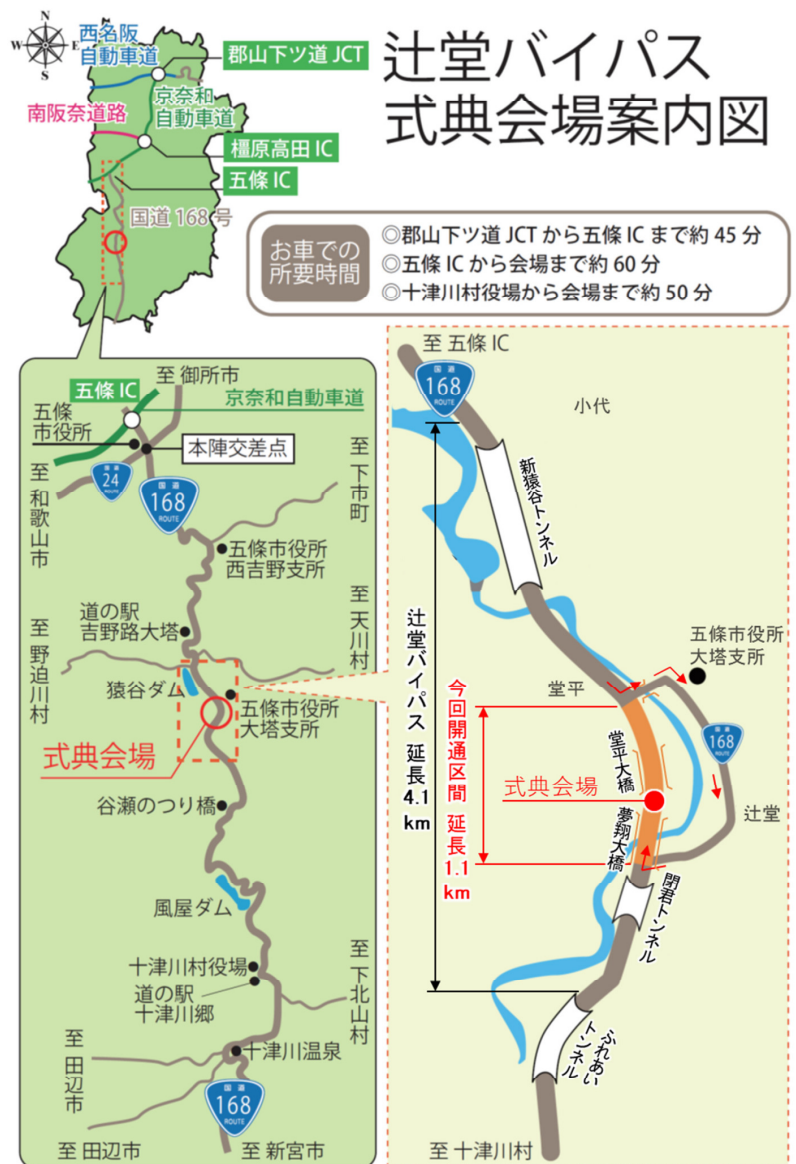 辻堂バイパス
式典会場案内図
N
W
E
S
西名阪
自動車道
郡山下ツ道 JCT
京奈和
自動車道
南阪奈道路
橿原高田 IC
五條 IC
国道 168 号
お車での
所要時間
◎郡山下ツ道 JCT から五條 IC まで約 45 分
◎五條 IC から会場まで約 60 分
◎十津川村役場から会場まで約 50 分
至 御所市
五條 IC
京奈和自動車道
五條
市役所
本陣交差点
至 和歌山市
国道
24
ROUTE
国道
168
ROUTE
至 下市町
五條市役所
西吉野支所
道の駅
吉野路大塔
至 天川村
至 野迫川村
猿谷ダム
五條市役所
大塔支所
式典会場
谷瀬のつり橋
風屋ダム
十津川村役場
道の駅
十津川郷
至 下北山村
至 田辺市
十津川温泉
国道
168
ROUTE
至 田辺市
至 新宮市
至 五條 IC
国道
168
ROUTE
小代
新猿谷トンネル
辻堂バイパス 延長 4.1 km
五條市役所
大塔支所
堂平
今回開通区間 延長 1.1 km
国道
168
ROUTE
堂平大橋
式典会場
辻堂
夢翔大橋
閉君トンネル
ふれあい
トンネル
至 十津川村